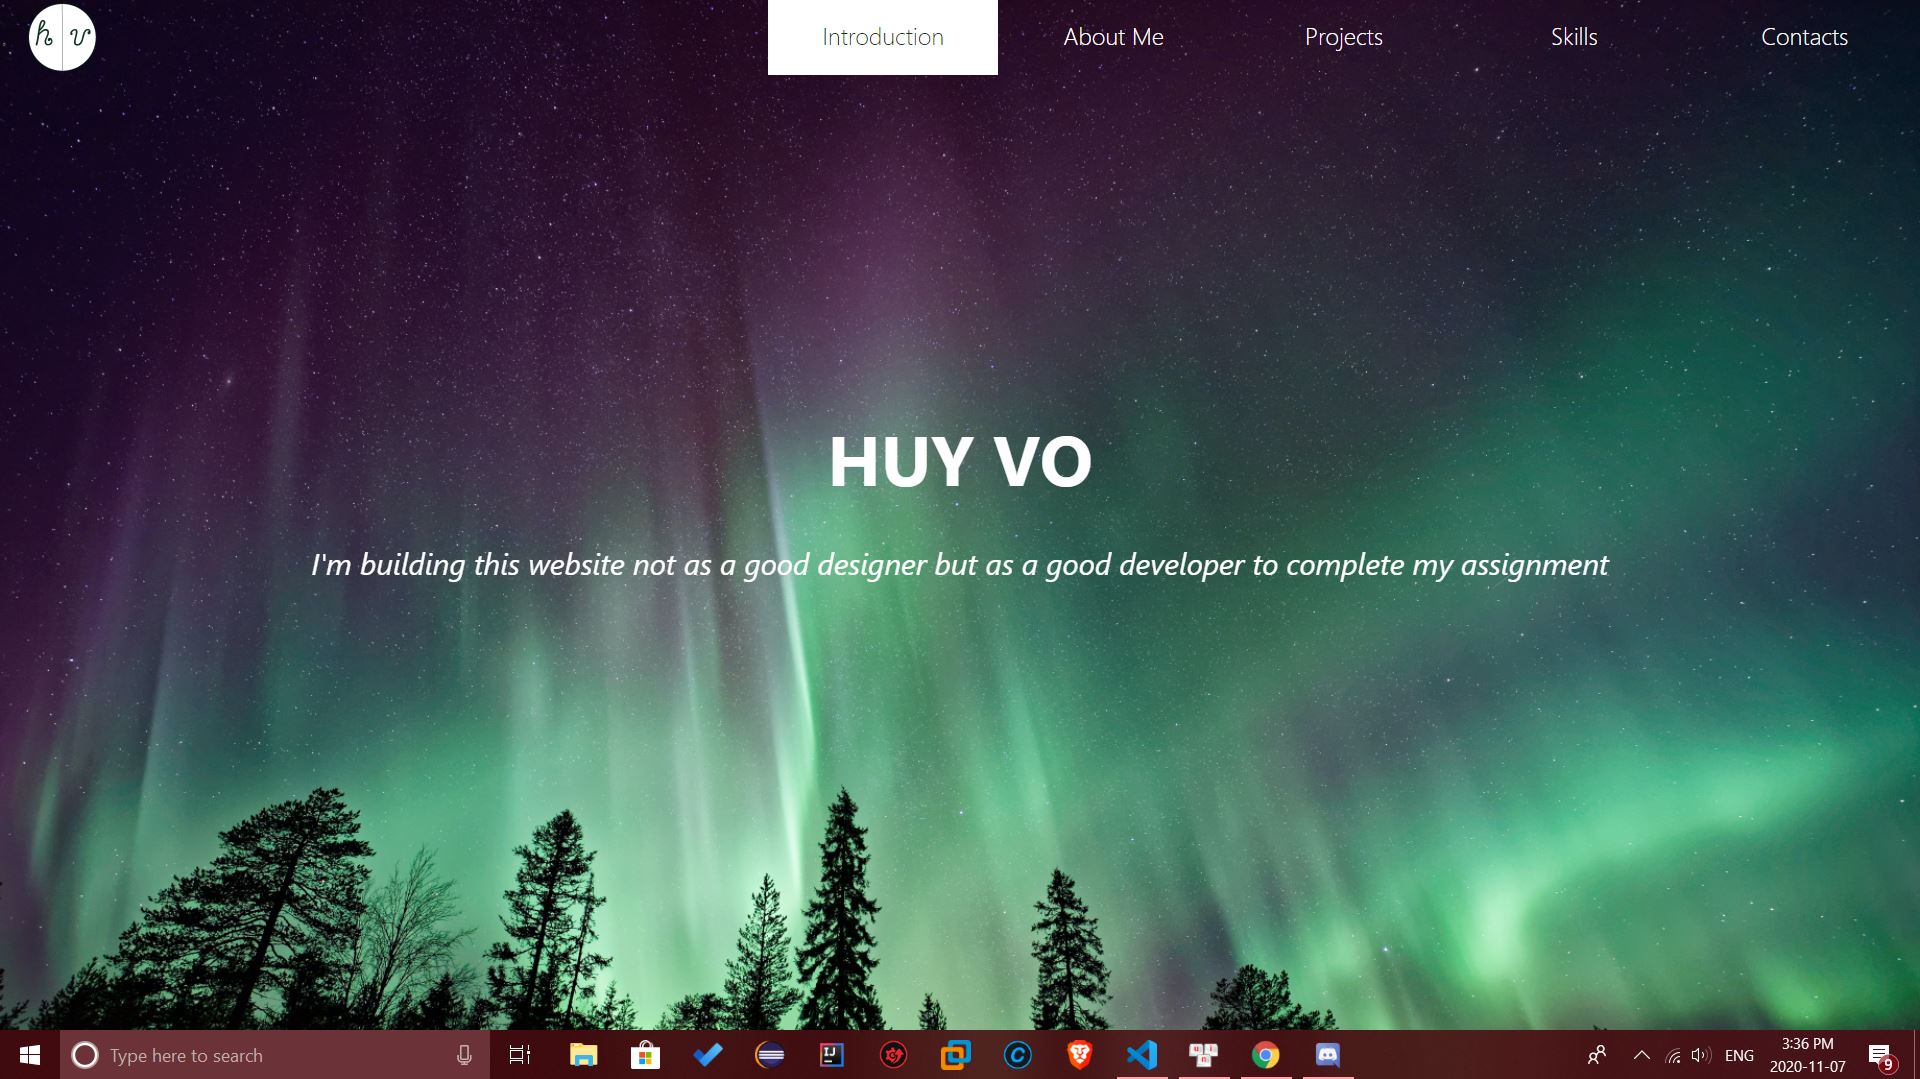 h v
Introduction
About Me
Projects
Skills
Contacts
HUY VO
I'm building this website not as a good designer but as a good developer to complete my assignment
Type here to search
IJ
C
u n i
ENG
3:36 PM
2020-11-07
9